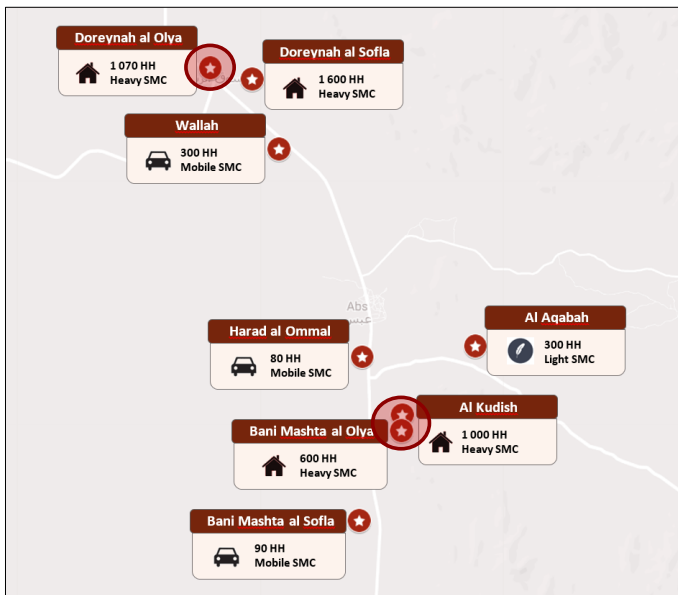 Doreynah al Olya
1 070 HH
Heavy SMC
Doreynah al Sofla
1 600 HH
Heavy SMC
Wallah
300 HH
Mobile SMC
Abs
عبس
Harad al Ommal
80 HH
Mobile SMC
Al Aqabah
300 HH
Light SMC
Al Kudish
1 000 HH
Heavy SMC
Bani Mashta al Olya
600 HH
Heavy SMC
Bani Mashta al Sofla
90 HH
Mobile SMC